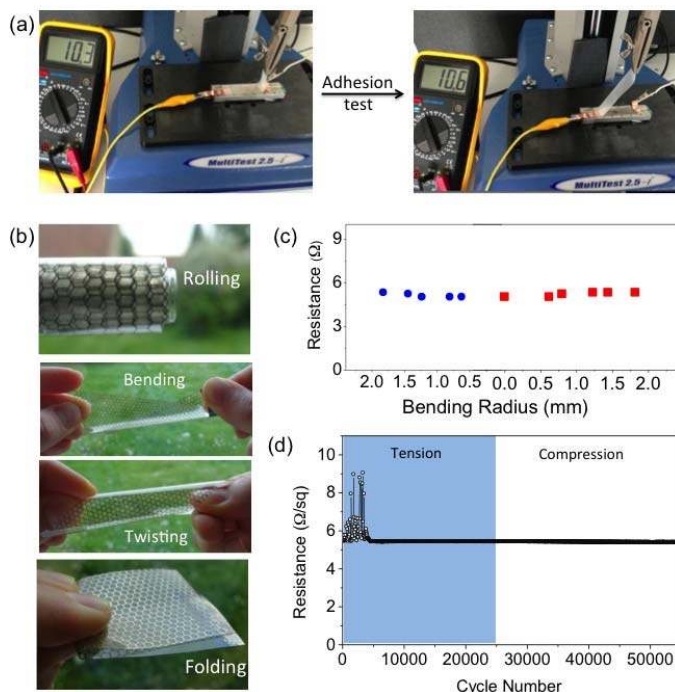 (a)
10.3
MultiTest 2.5-i
Adhesion
test
10.6
MultiTest 2.5-i
(b)
Rolling
Bending
Twisting
Folding
(c)
9
6
3
0
Resistance (Ω)
2.0 1.5 1.0 0.5 0.0 0.5 1.0 1.5 2.0
Bending Radius (mm)
(d)
Tension
Compression
10
8
6
4
2
0
Resistance (Ω/sq)
0 10000 20000 30000 40000 50000
Cycle Number